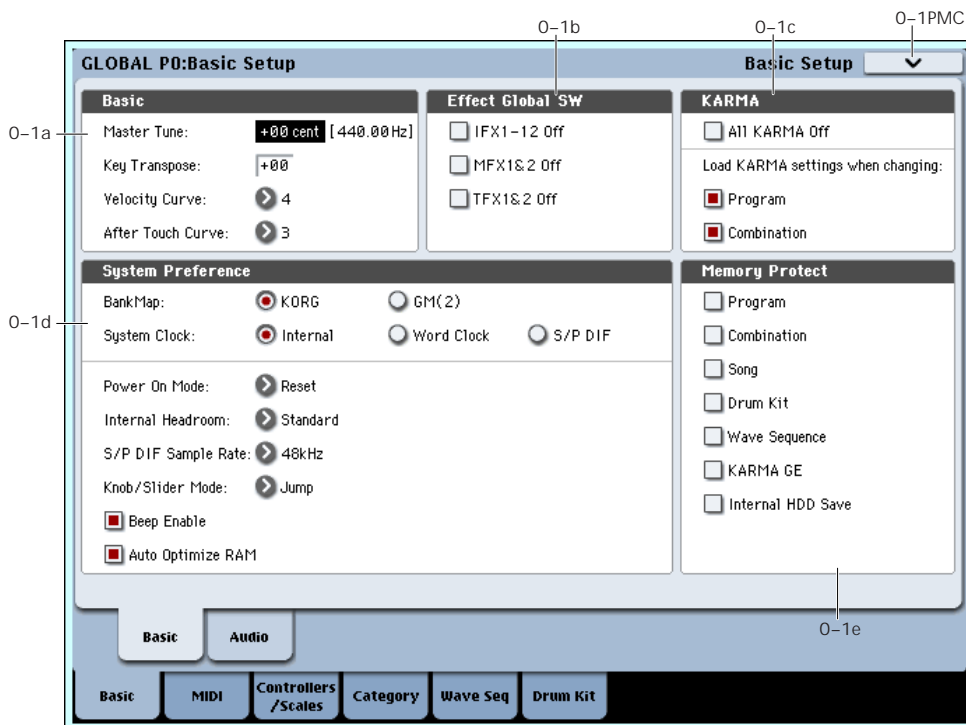 0–1b
0–1c
0–1PMC
GLOBAL P0:Basic Setup
Basic Setup
0–1a
Basic
Master Tune: +00 cent [440.00Hz]
Key Transpose: +00
Velocity Curve: 4
After Touch Curve: 3
Effect Global SW
IFX1-12 Off
MFX1&2 Off
TFX1&2 Off
KARMA
All KARMA Off
Load KARMA settings when changing:
Program
Combination
0–1d
System Preference
BankMap: KORG GM(2)
System Clock: Internal Word Clock S/P DIF
Power On Mode: Reset
Internal Headroom: Standard
S/P DIF Sample Rate: 48kHz
Knob/Slider Mode: Jump
Beep Enable
Auto Optimize RAM
Memory Protect
Program
Combination
Song
Drum Kit
Wave Sequence
KARMA GE
Internal HDD Save
0–1e
Basic
Audio
Basic
MIDI
Controllers
/Scales
Category
Wave Seq
Drum Kit